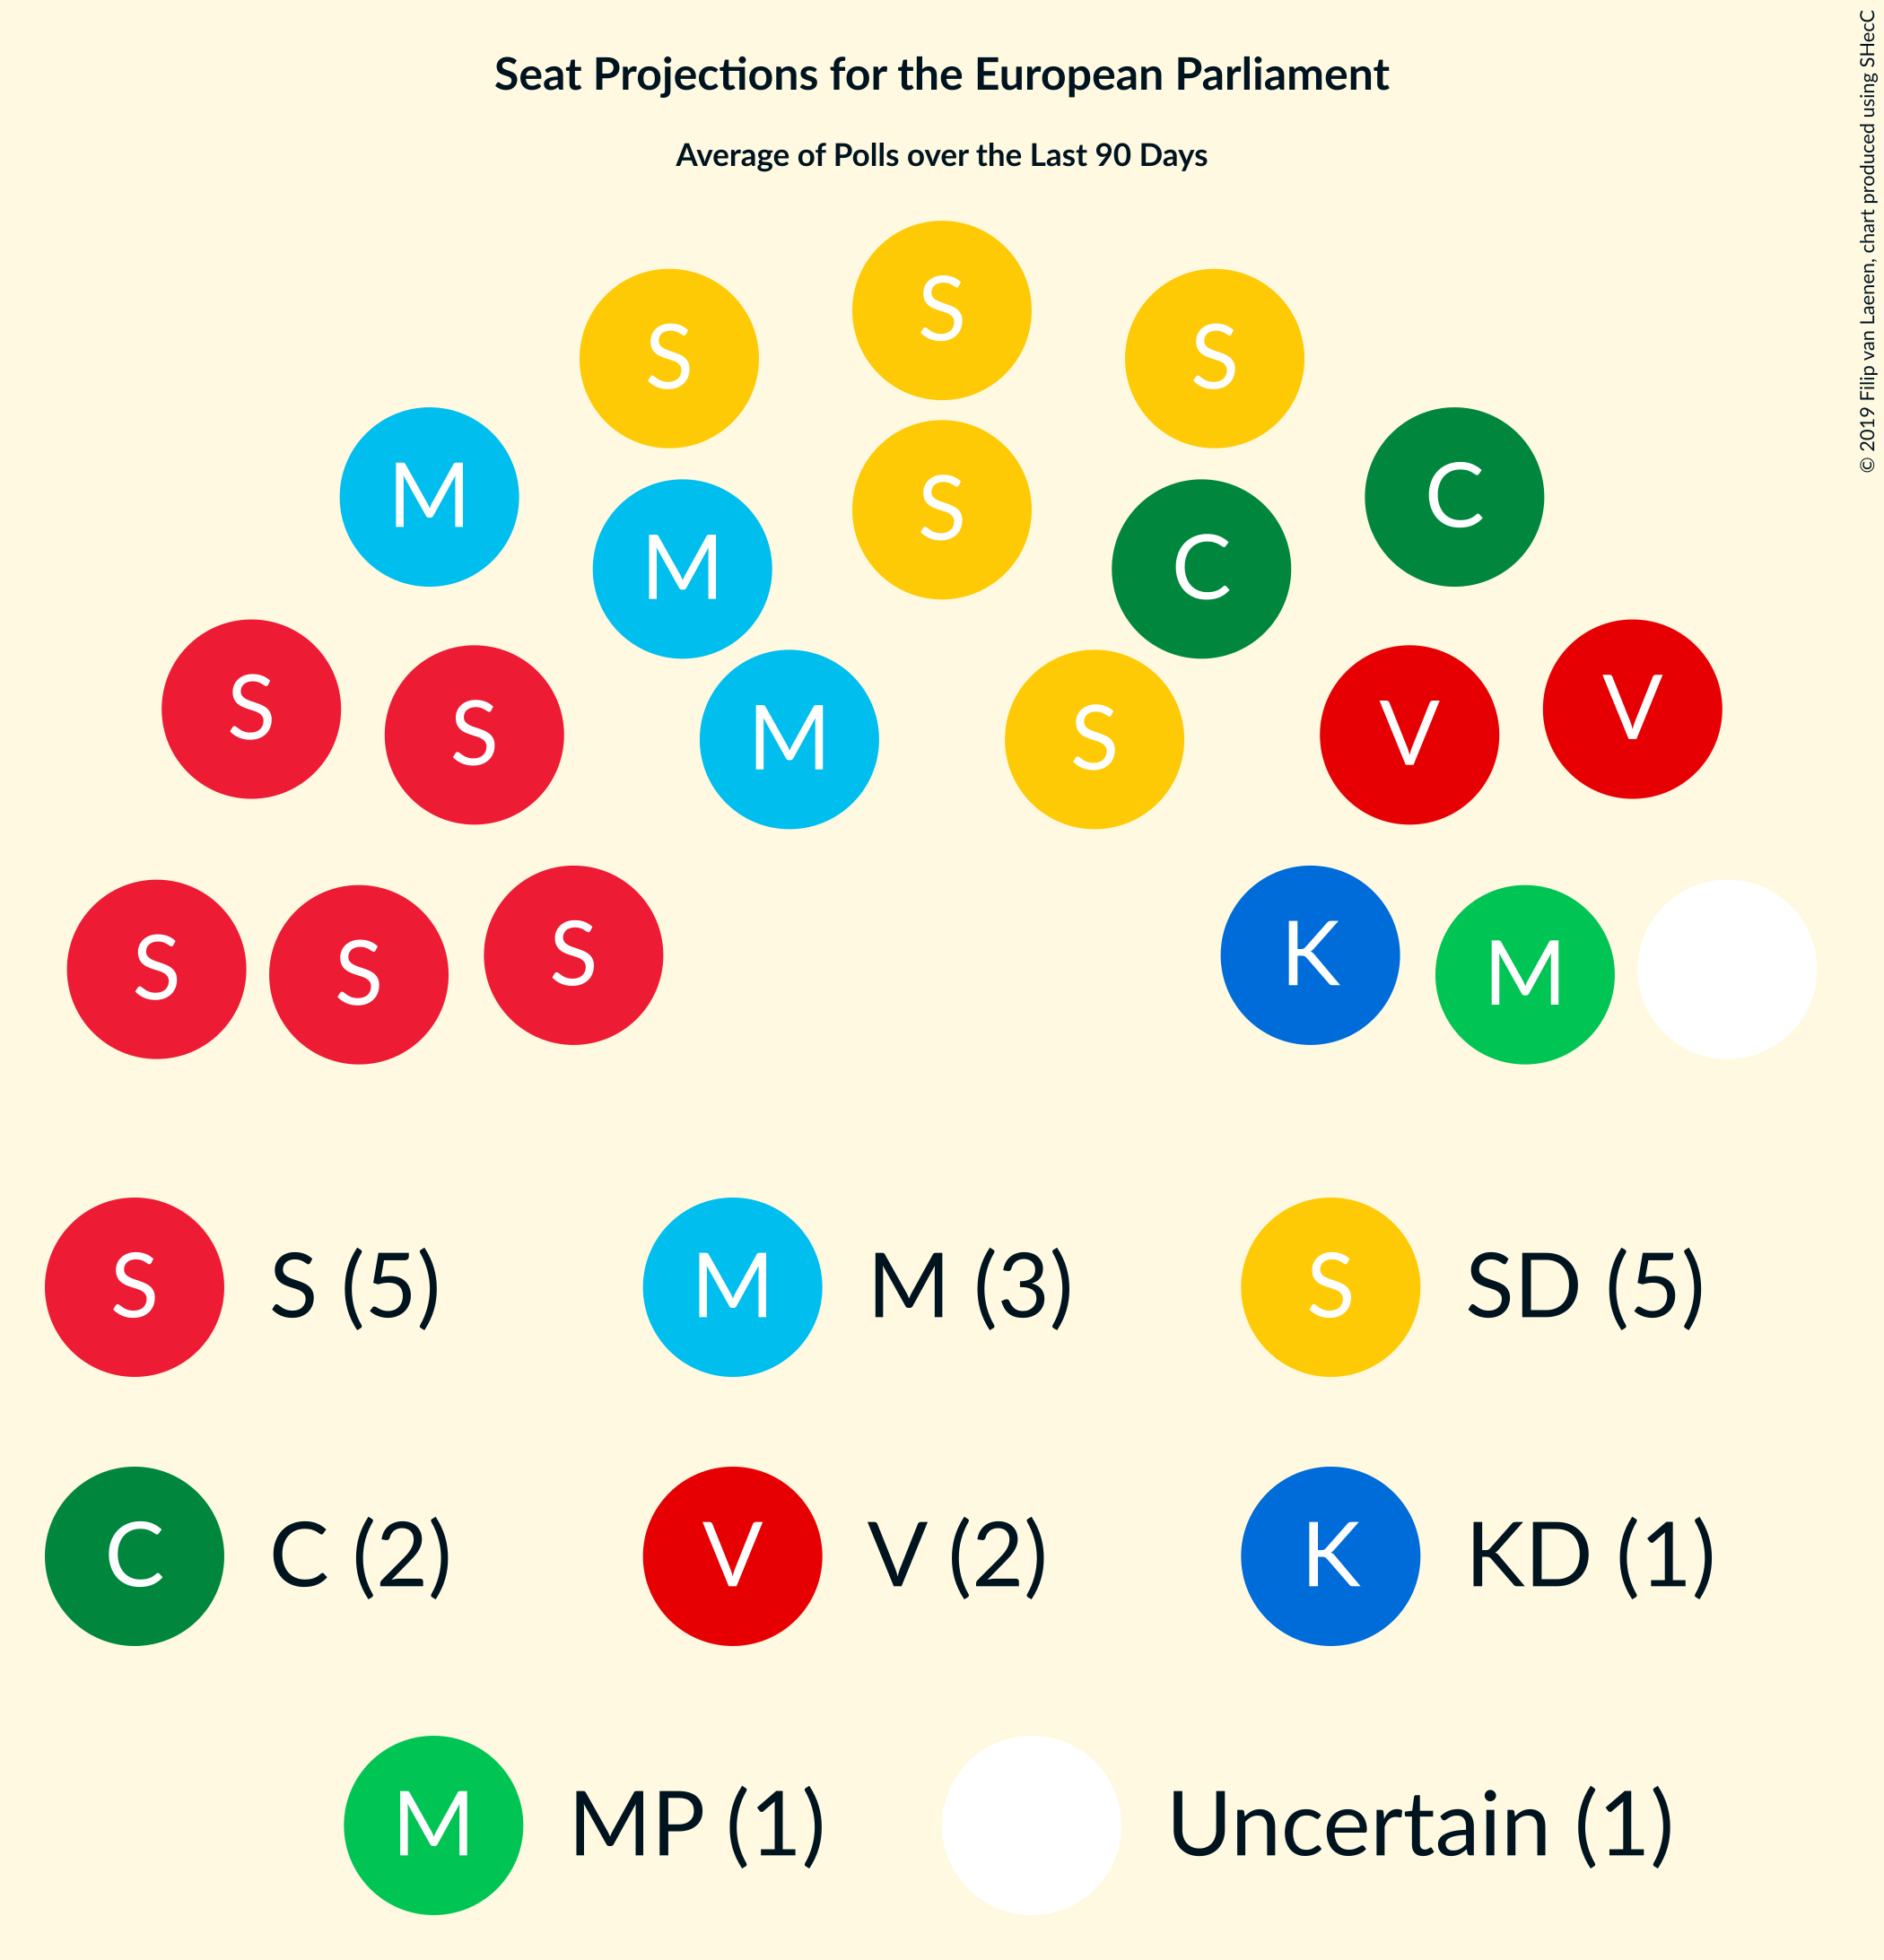 Seat Projections for the European Parliament
Average of Polls over the Last 90 Days
© 2019 Filip van Laenen, chart produced using SHecC
S
S S
M C
S
M C
S S M S V V
S S S K M
S S (5) M M (3) S SD (5)
C C (2) V V (2) K KD (1)
M MP (1) Uncertain (1)